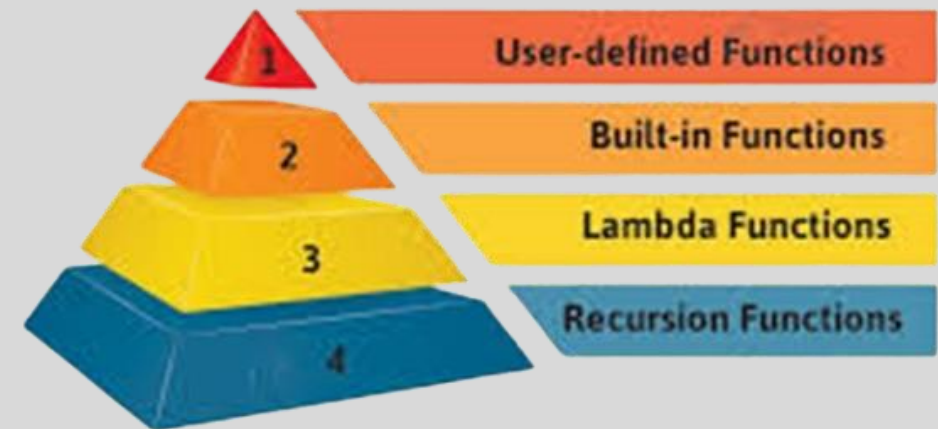 1 User-defined Functions
2 Built-in Functions
3 Lambda Functions
4 Recursion Functions